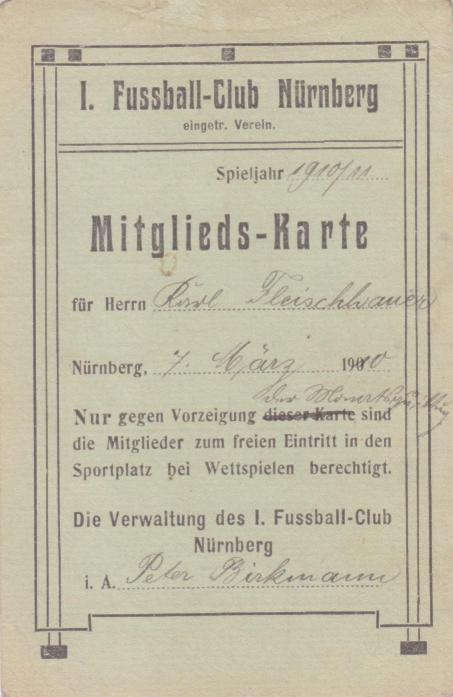 I. Fussball-Club Nürnberg
eingetr. Verein.
Spieljahr 1910/11
Mitglieds-Karte
für Herrn Karl Fleischhauer
Nürnberg, 7. März 1910
der Monatsquittung
Nur gegen Vorzeigung dieser Karte sind
die Mitglieder zum freien Eintritt in den
Sportplatz bei Wettspielen berechtigt.
Die Verwaltung des I. Fussball-Club
Nürnberg
i. A. Peter Birkmann